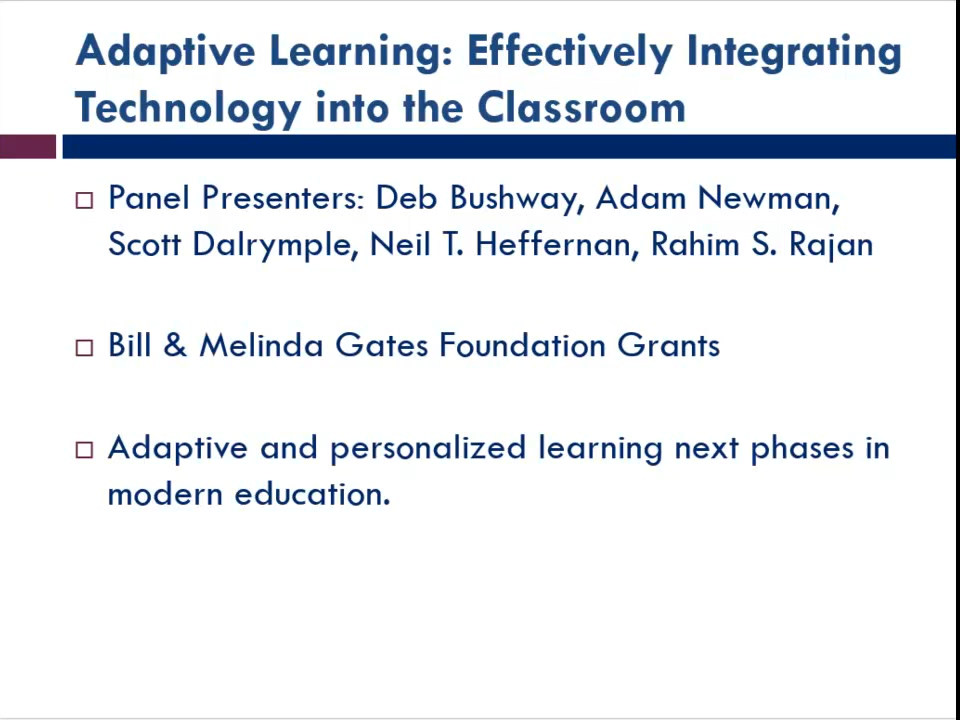 Adaptive Learning: Effectively Integrating
Technology into the Classroom
Panel Presenters: Deb Bushway, Adam Newman,
Scott Dalrymple, Neil T. Heffernan, Rahim S. Rajan
Bill & Melinda Gates Foundation Grants
Adaptive and personalized learning next phases in
modern education.